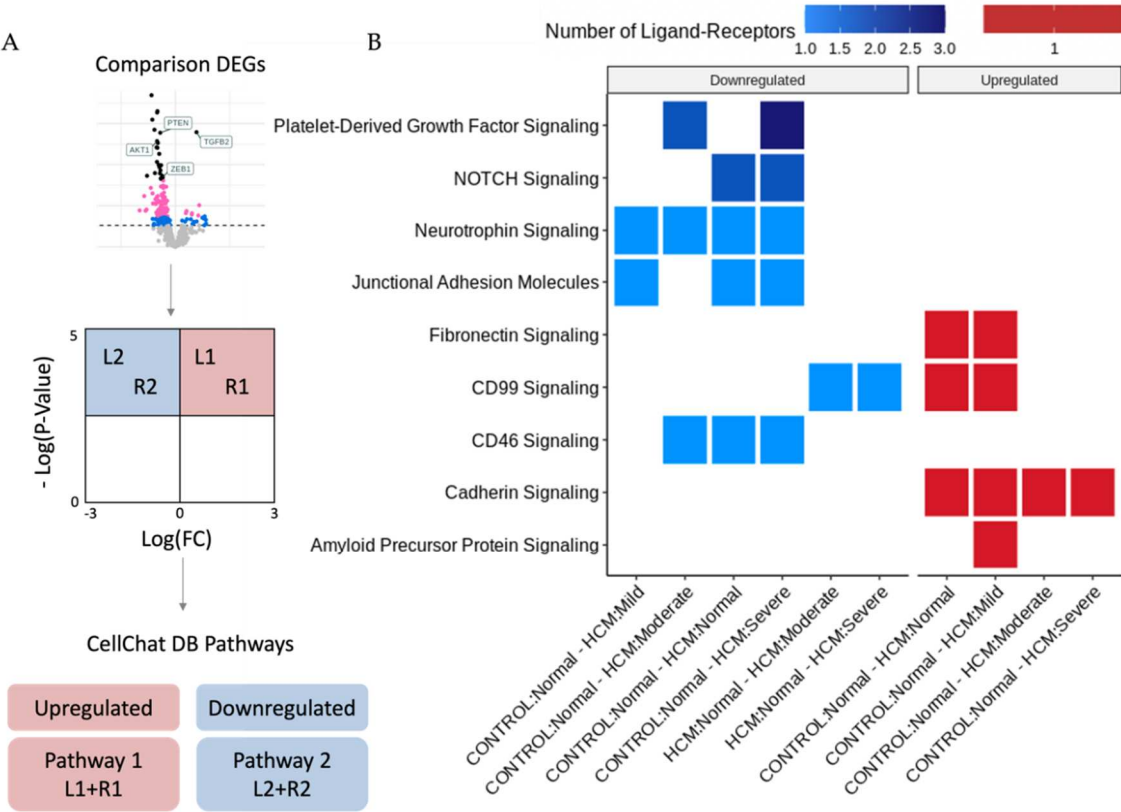 A
Comparison DEGs
PTEN
TGFB2
AKT1
ZEB1
5
L2
L1
R2
R1
- Log(P-Value)
0
-3
0
3
Log(FC)
CellChat DB Pathways
Upregulated
Downregulated
Pathway 1
L1+R1
Pathway 2
L2+R2
B
Number of Ligand-Receptors
1.0 1.5 2.0 2.5 3.0
1
Downregulated
Upregulated
Platelet-Derived Growth Factor Signaling
NOTCH Signaling
Neurotrophin Signaling
Junctional Adhesion Molecules
Fibronectin Signaling
CD99 Signaling
CD46 Signaling
Cadherin Signaling
Amyloid Precursor Protein Signaling
CONTROL:Normal - HCM:Mild
CONTROL:Normal - HCM:Moderate
CONTROL:Normal - HCM:Normal
CONTROL:Normal - HCM:Severe
HCM:Normal - HCM:Moderate
HCM:Normal - HCM:Severe
CONTROL:Normal - HCM:Normal
CONTROL:Normal - HCM:Mild
CONTROL:Normal - HCM:Moderate
CONTROL:Normal - HCM:Severe